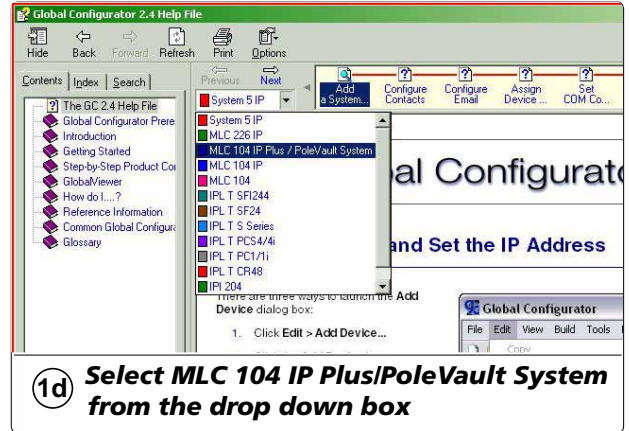 Global Configurator 2.4 Help File
Hide Back Forward Refresh Print Options
Contents Index Search
The GC 2.4 Help File
Global Configurator Prere
Introduction
Getting Started
Step-by-Step Product Cor
GlobalViewer
How do I....?
Reference Information
Common Global Configura
Glossary
Previous Next
System 5 IP
Add a System...
Configure Contacts
Configure Email
Assign Device ...
Set COM Co...
System 5 IP
MLC 226 IP
MLC 104 IP Plus / PoleVault System
MLC 104 IP
MLC 104
IPL T SFI244
IPL T SF24
IPL T S Series
IPL T PCS4/4i
IPL T PC1/1i
IPL T CR48
IPI 204
bal Configurato
and Set the IP Address
There are three ways to launch the Add
Device dialog box:
1. Click Edit > Add Device...
Global Configurator
File Edit View Build Tools
Copy
1d Select MLC 104 IP Plus/PoleVault System
from the drop down box